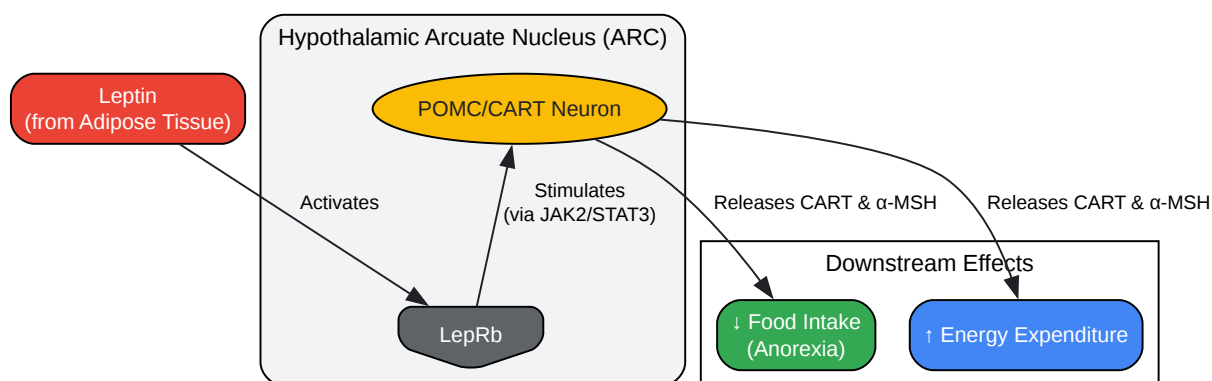 Hypothalamic Arcuate Nucleus (ARC)
Leptin
(from Adipose Tissue)
POMC/CART Neuron
Activates
Stimulates
(via JAK2/STAT3)
Releases CART & α-MSH
Releases CART & α-MSH
LepRb
Downstream Effects
↓ Food Intake
(Anorexia)
↑ Energy Expenditure